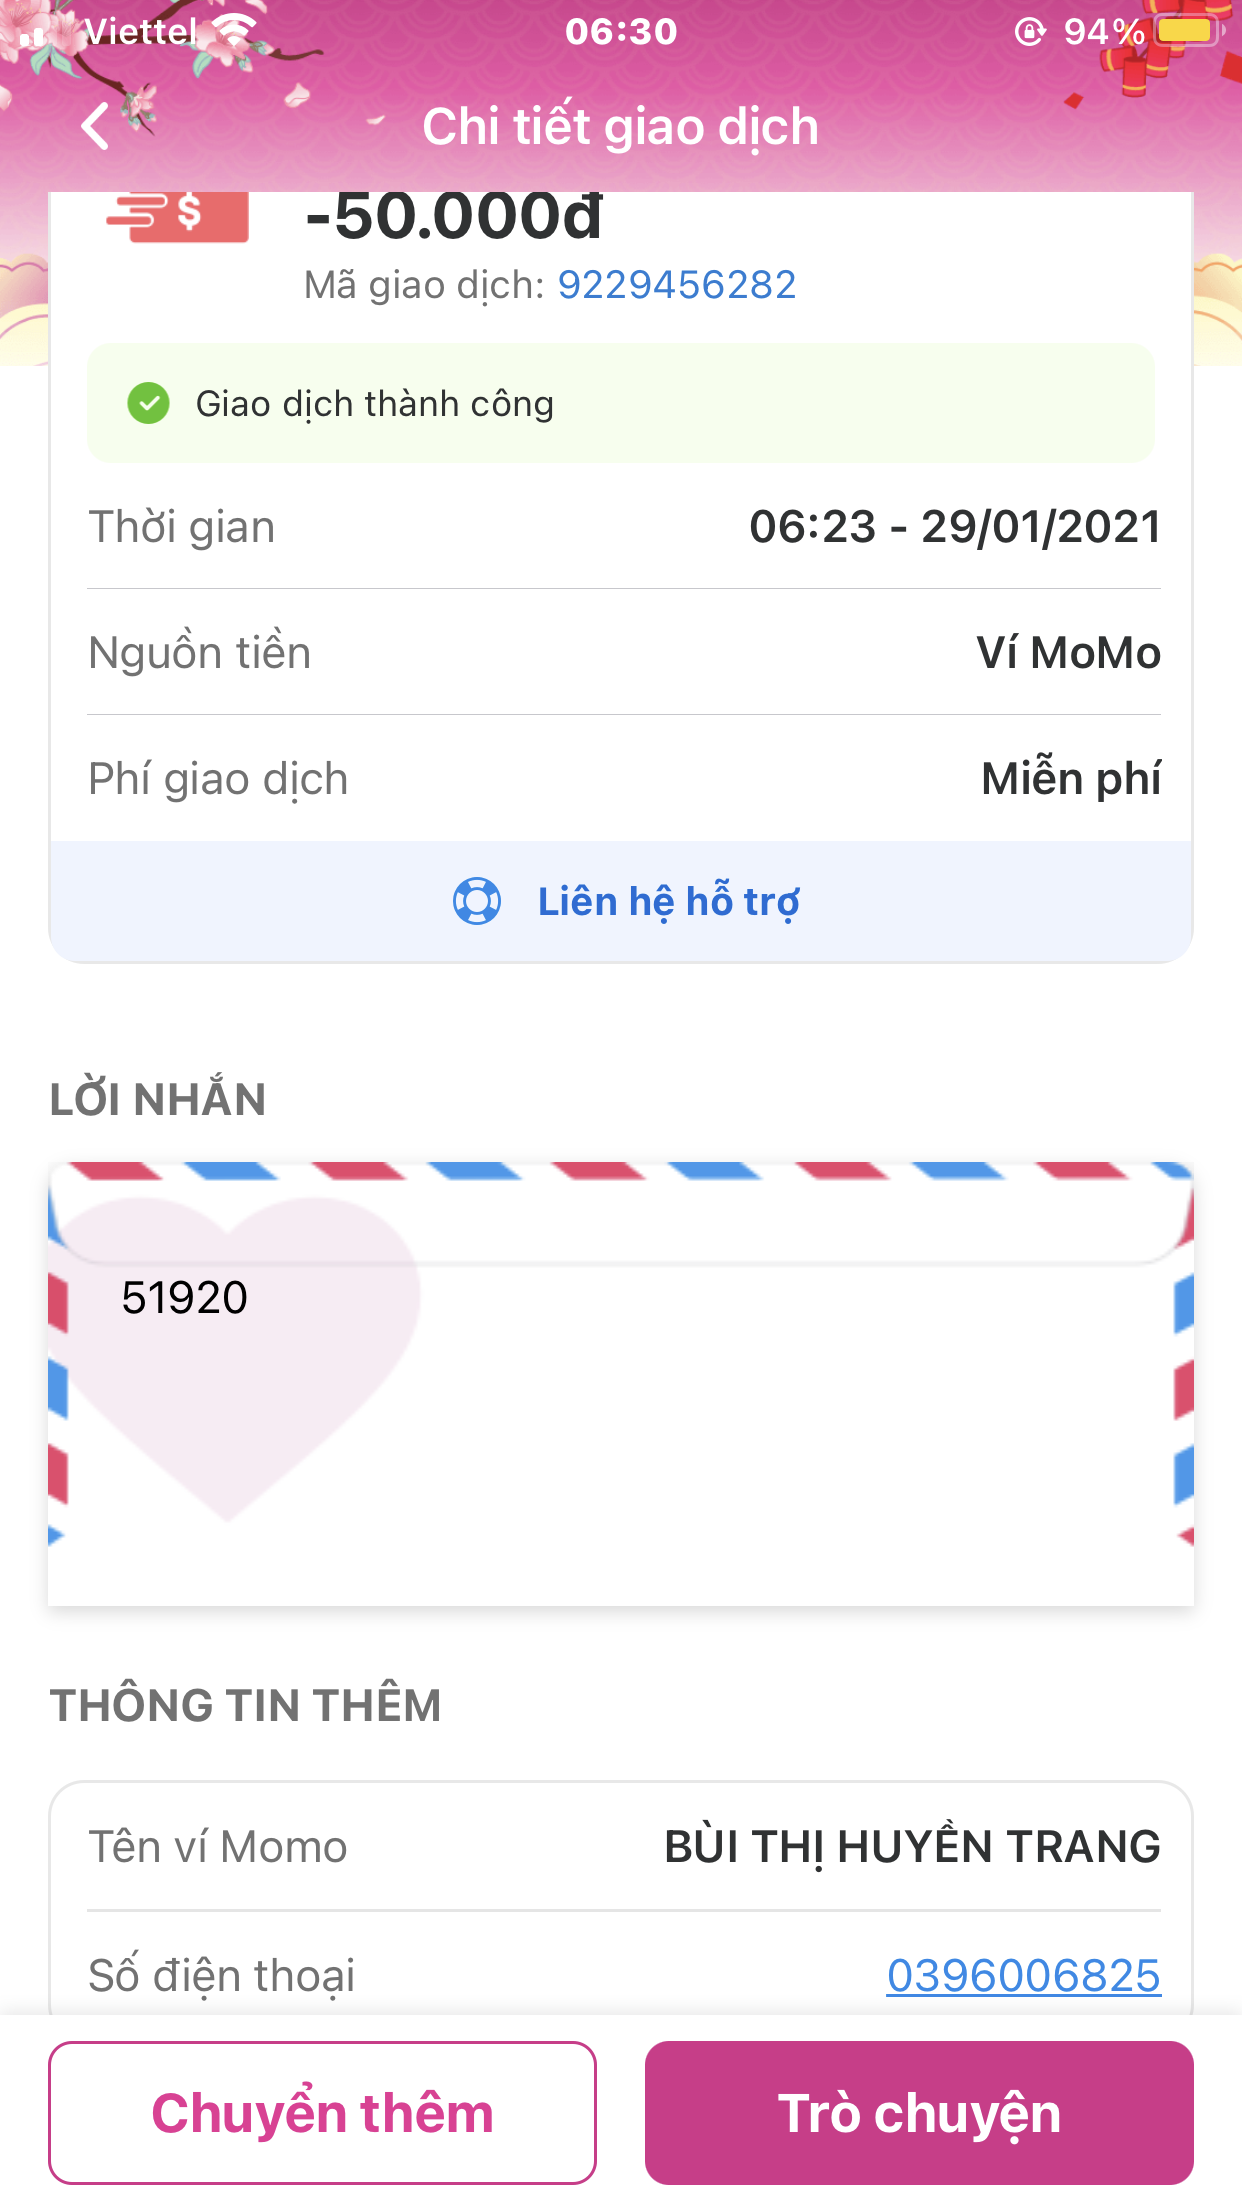 Viettel 06:30 94%
Chi tiết giao dịch
$ -50.000đ
Mã giao dịch: 9229456282
Giao dịch thành công
Thời gian 06:23 - 29/01/2021
Nguồn tiền Ví MoMo
Phí giao dịch Miễn phí
Liên hệ hỗ trợ
LỜI NHẮN
51920
THÔNG TIN THÊM
Tên ví Momo BÙI THỊ HUYỀN TRANG
Số điện thoại 0396006825
Chuyển thêm Trò chuyện